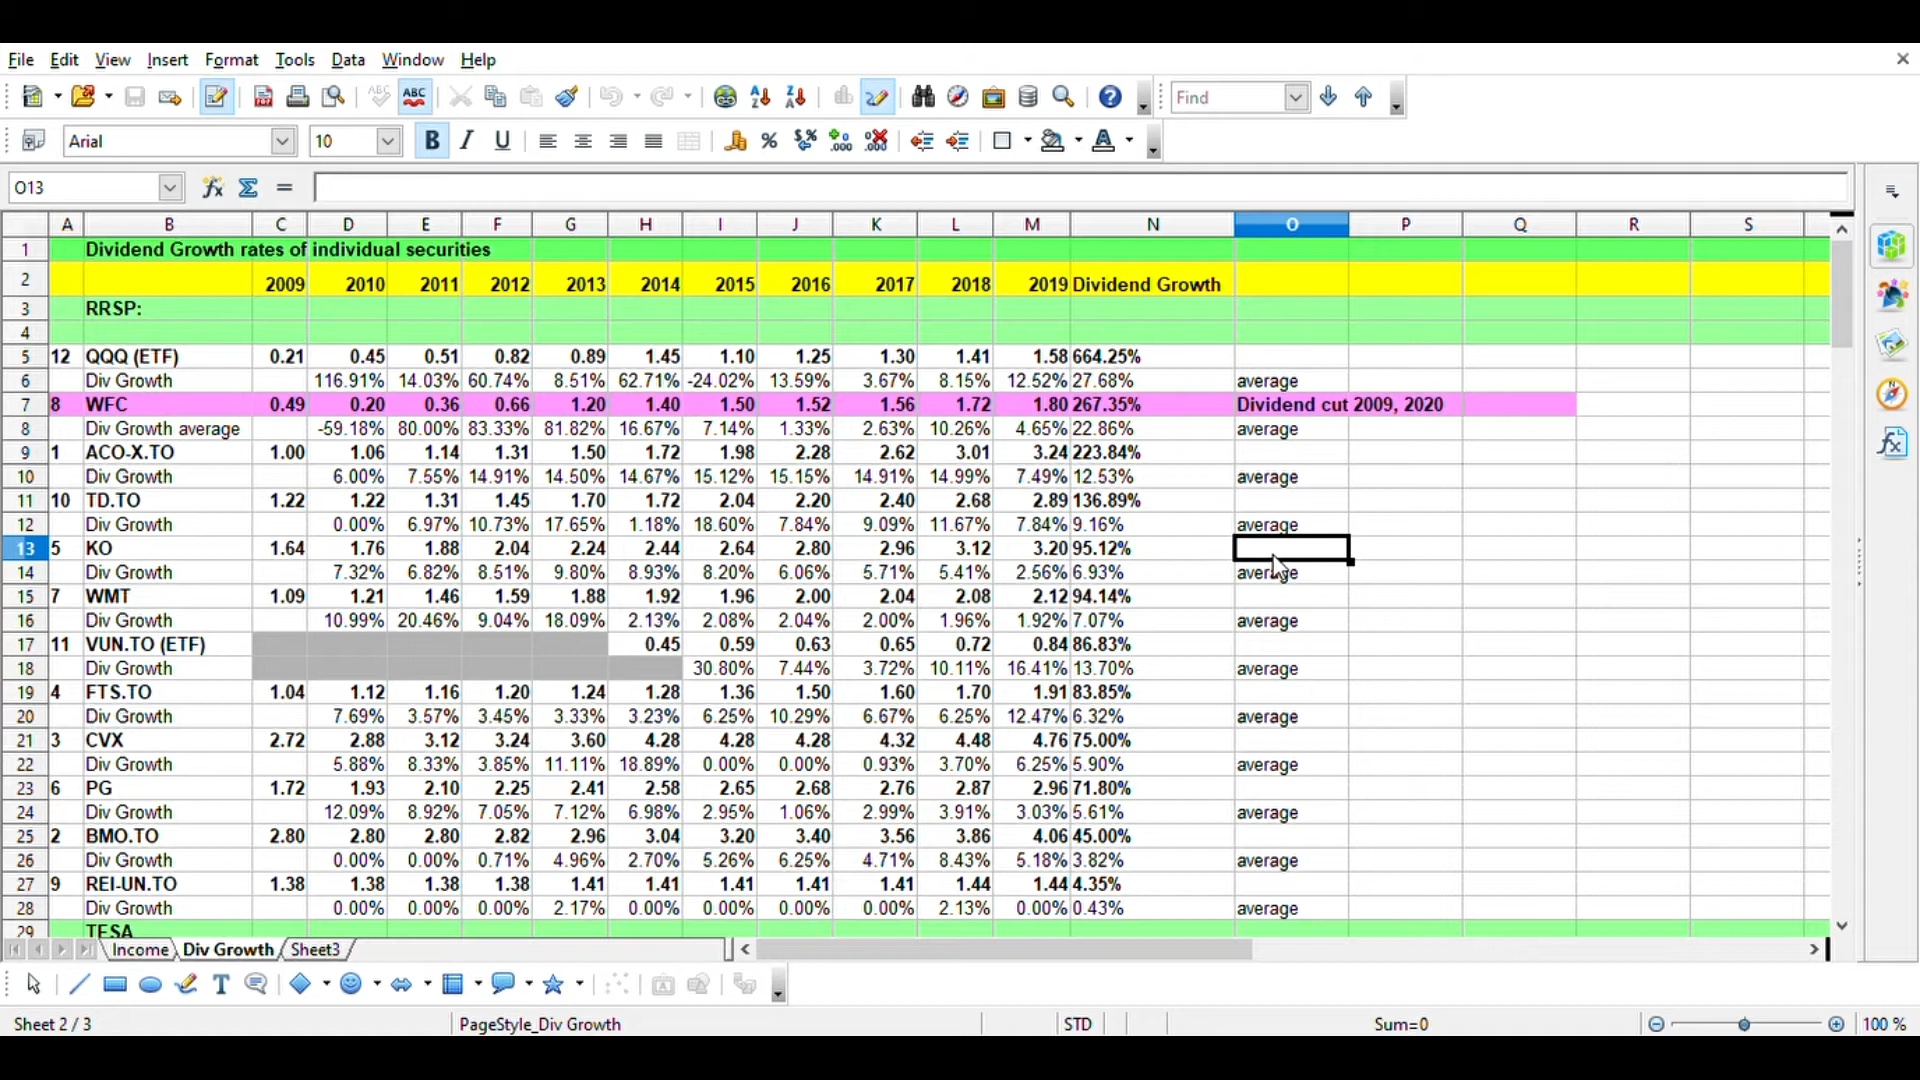 File Edit View Insert Format Tools Data Window Help
Find
Arial 10
O13
A B C D E F G H I J K L M N O P Q R S
1 Dividend Growth rates of individual securities
2 2009 2010 2011 2012 2013 2014 2015 2016 2017 2018 2019 Dividend Growth
3 RRSP:
4
5 12 QQQ (ETF) 0.21 0.45 0.51 0.82 0.89 1.45 1.10 1.25 1.30 1.41 1.58 664.25%
6 Div Growth 116.91% 14.03% 60.74% 8.51% 62.71% -24.02% 13.59% 3.67% 8.15% 12.52% 27.68% average
7 8 WFC 0.49 0.20 0.36 0.66 1.20 1.40 1.50 1.52 1.56 1.72 1.80 267.35% Dividend cut 2009, 2020
8 Div Growth average -59.18% 80.00% 83.33% 81.82% 16.67% 7.14% 1.33% 2.63% 10.26% 4.65% 22.86% average
9 1 ACO-X.TO 1.00 1.06 1.14 1.31 1.50 1.72 1.98 2.28 2.62 3.01 3.24 223.84%
10 Div Growth 6.00% 7.55% 14.91% 14.50% 14.67% 15.12% 15.15% 14.91% 14.99% 7.49% 12.53% average
11 10 TD.TO 1.22 1.22 1.31 1.45 1.70 1.72 2.04 2.20 2.40 2.68 2.89 136.89%
12 Div Growth 0.00% 6.97% 10.73% 17.65% 1.18% 18.60% 7.84% 9.09% 11.67% 7.84% 9.16% average
13 5 KO 1.64 1.76 1.88 2.04 2.24 2.44 2.64 2.80 2.96 3.12 3.20 95.12%
14 Div Growth 7.32% 6.82% 8.51% 9.80% 8.93% 8.20% 6.06% 5.71% 5.41% 2.56% 6.93% average
15 7 WMT 1.09 1.21 1.46 1.59 1.88 1.92 1.96 2.00 2.04 2.08 2.12 94.14%
16 Div Growth 10.99% 20.46% 9.04% 18.09% 2.13% 2.08% 2.04% 2.00% 1.96% 1.92% 7.07% average
17 11 VUN.TO (ETF) 0.45 0.59 0.63 0.65 0.72 0.84 86.83%
18 Div Growth 30.80% 7.44% 3.72% 10.11% 16.41% 13.70% average
19 4 FTS.TO 1.04 1.12 1.16 1.20 1.24 1.28 1.36 1.50 1.60 1.70 1.91 83.85%
20 Div Growth 7.69% 3.57% 3.45% 3.33% 3.23% 6.25% 10.29% 6.67% 6.25% 12.47% 6.32% average
21 3 CVX 2.72 2.88 3.12 3.24 3.60 4.28 4.28 4.28 4.32 4.48 4.76 75.00%
22 Div Growth 5.88% 8.33% 3.85% 11.11% 18.89% 0.00% 0.00% 0.93% 3.70% 6.25% 5.90% average
23 6 PG 1.72 1.93 2.10 2.25 2.41 2.58 2.65 2.68 2.76 2.87 2.96 71.80%
24 Div Growth 12.09% 8.92% 7.05% 7.12% 6.98% 2.95% 1.06% 2.99% 3.91% 3.03% 5.61% average
25 2 BMO.TO 2.80 2.80 2.80 2.82 2.96 3.04 3.20 3.40 3.56 3.86 4.06 45.00%
26 Div Growth 0.00% 0.00% 0.71% 4.96% 2.70% 5.26% 6.25% 4.71% 8.43% 5.18% 3.82% average
27 9 REI-UN.TO 1.38 1.38 1.38 1.38 1.41 1.41 1.41 1.41 1.41 1.44 1.44 4.35%
28 Div Growth 0.00% 0.00% 0.00% 2.17% 0.00% 0.00% 0.00% 0.00% 2.13% 0.00% 0.43% average
29 TFSA
Income Div Growth Sheet3
Sheet 2 / 3 PageStyle_Div Growth STD Sum=0 100 %